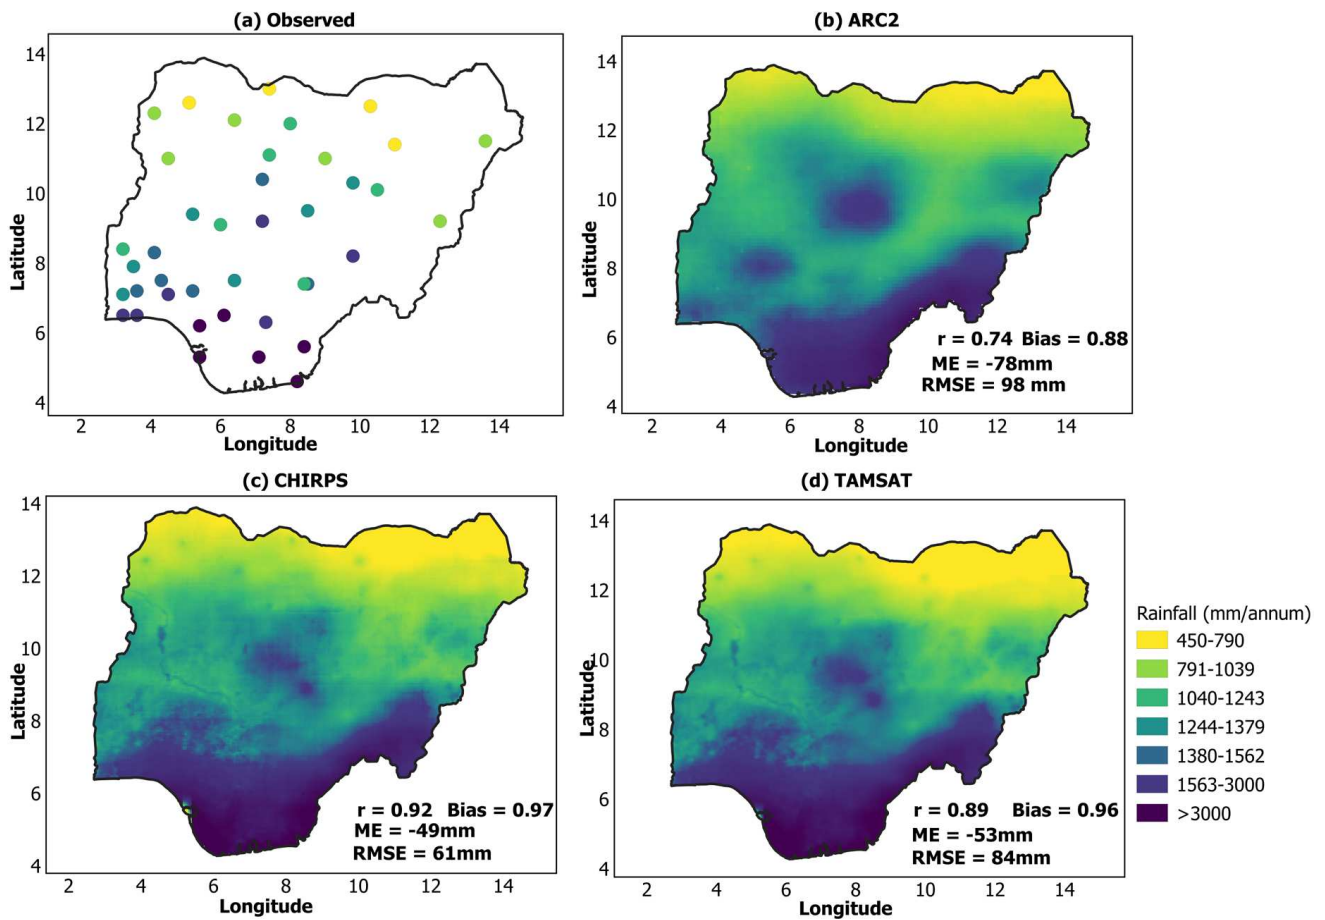 (a) Observed
14
12
10
8
6
4
Latitude
2 4 6 8 10 12 14
Longitude
(b) ARC2
14
12
10
8
6
4
Latitude
r = 0.74 Bias = 0.88
ME = -78mm
RMSE = 98 mm
2 4 6 8 10 12 14
Longitude
(c) CHIRPS
14
12
10
8
6
4
Latitude
r = 0.92 Bias = 0.97
ME = -49mm
RMSE = 61mm
2 4 6 8 10 12 14
Longitude
(d) TAMSAT
14
12
10
8
6
4
Latitude
r = 0.89 Bias = 0.96
ME = -53mm
RMSE = 84mm
2 4 6 8 10 12 14
Longitude
Rainfall (mm/annum)
450-790
791-1039
1040-1243
1244-1379
1380-1562
1563-3000
>3000